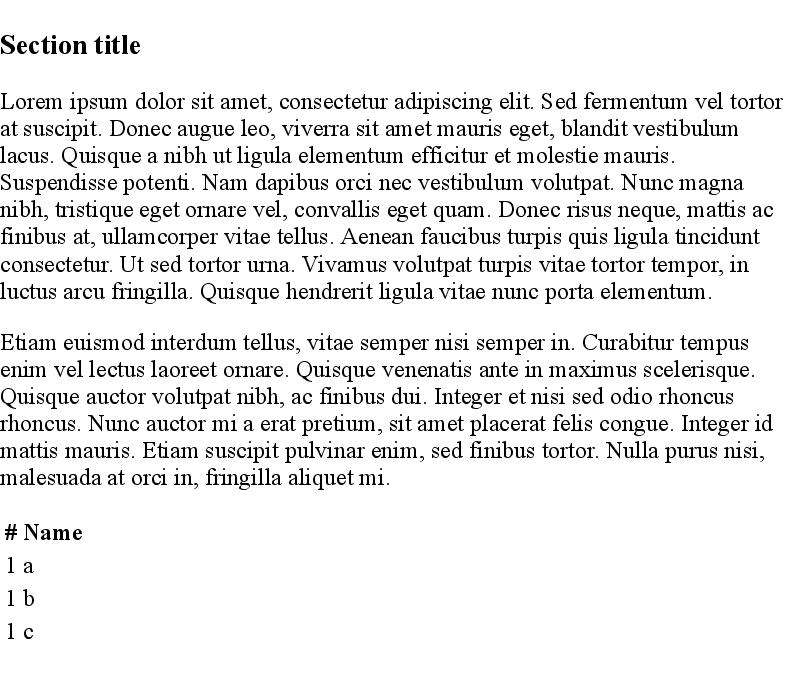 Section title
Lorem ipsum dolor sit amet, consectetur adipiscing elit. Sed fermentum vel tortor
at suscipit. Donec augue leo, viverra sit amet mauris eget, blandit vestibulum
lacus. Quisque a nibh ut ligula elementum efficitur et molestie mauris.
Suspendisse potenti. Nam dapibus orci nec vestibulum volutpat. Nunc magna
nibh, tristique eget ornare vel, convallis eget quam. Donec risus neque, mattis ac
finibus at, ullamcorper vitae tellus. Aenean faucibus turpis quis ligula tincidunt
consectetur. Ut sed tortor urna. Vivamus volutpat turpis vitae tortor tempor, in
luctus arcu fringilla. Quisque hendrerit ligula vitae nunc porta elementum.
Etiam euismod interdum tellus, vitae semper nisi semper in. Curabitur tempus
enim vel lectus laoreet ornare. Quisque venenatis ante in maximus scelerisque.
Quisque auctor volutpat nibh, ac finibus dui. Integer et nisi sed odio rhoncus
rhoncus. Nunc auctor mi a erat pretium, sit amet placerat felis congue. Integer id
mattis mauris. Etiam suscipit pulvinar enim, sed finibus tortor. Nulla purus nisi,
malesuada at orci in, fringilla aliquet mi.
# Name
1 a
1 b
1 c